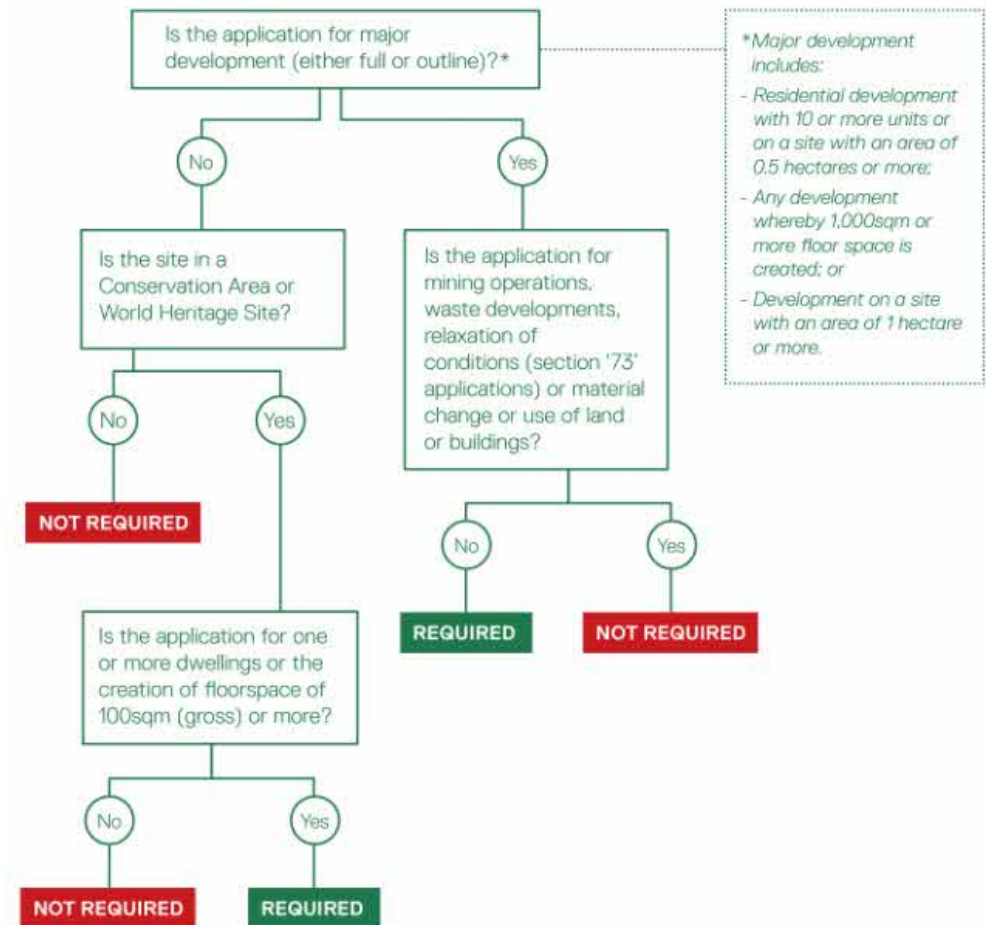 Is the application for major
development (either full or outline)?*
*Major development
includes:
- Residential development
with 10 or more units or
on a site with an area of
0.5 hectares or more;
- Any development
whereby 1,000sqm or
more floor space is
created; or
- Development on a site
with an area of 1 hectare
or more.
No
Yes
Is the site in a
Conservation Area or
World Heritage Site?
Is the application for
mining operations,
waste developments,
relaxation of
conditions (section '73'
applications) or material
change or use of land
or buildings?
No
Yes
NOT REQUIRED
No
Yes
REQUIRED
NOT REQUIRED
Is the application for one
or more dwellings or the
creation of floorspace of
100sqm (gross) or more?
No
Yes
NOT REQUIRED
REQUIRED